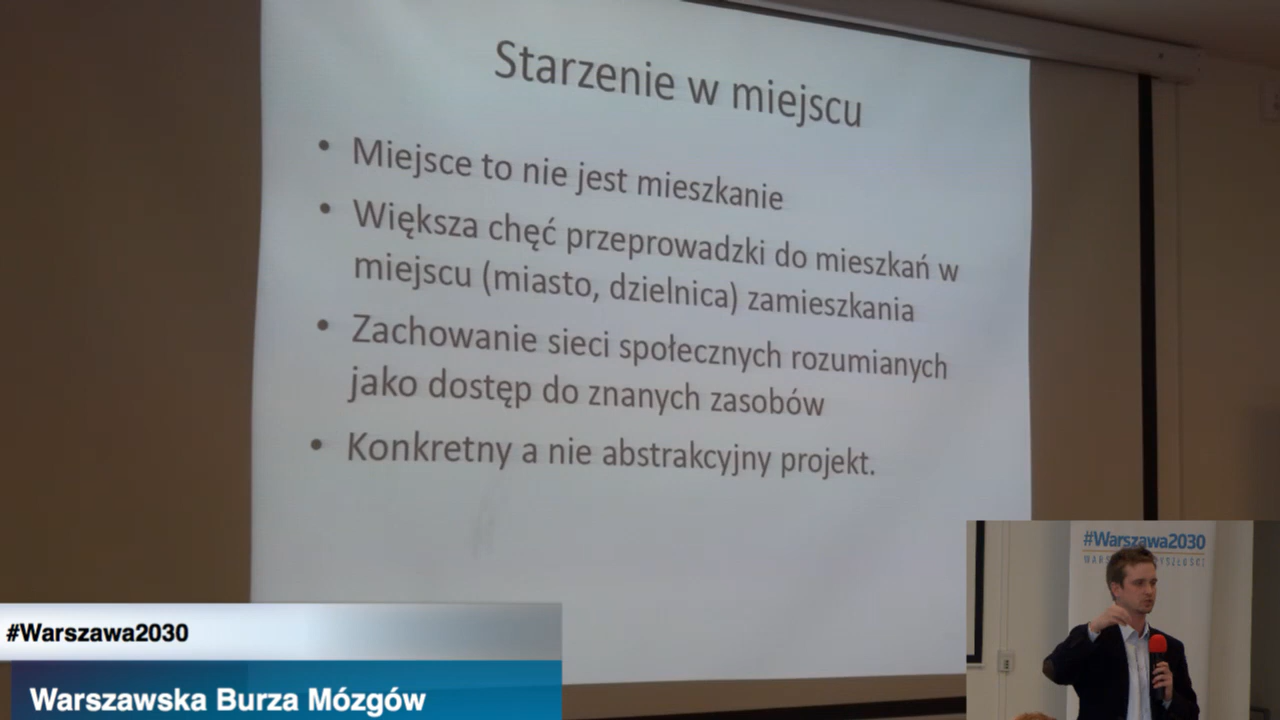 Starzenie w miejscu
• Miejsce to nie jest mieszkanie
• Większa chęć przeprowadzki do mieszkań w
miejscu (miasto, dzielnica) zamieszkania
• Zachowanie sieci społecznych rozumianych
jako dostęp do znanych zasobów
• Konkretny a nie abstrakcyjny projekt.
#Warszawa2030
#Warszawa2030
Warszawska Burza Mózgów